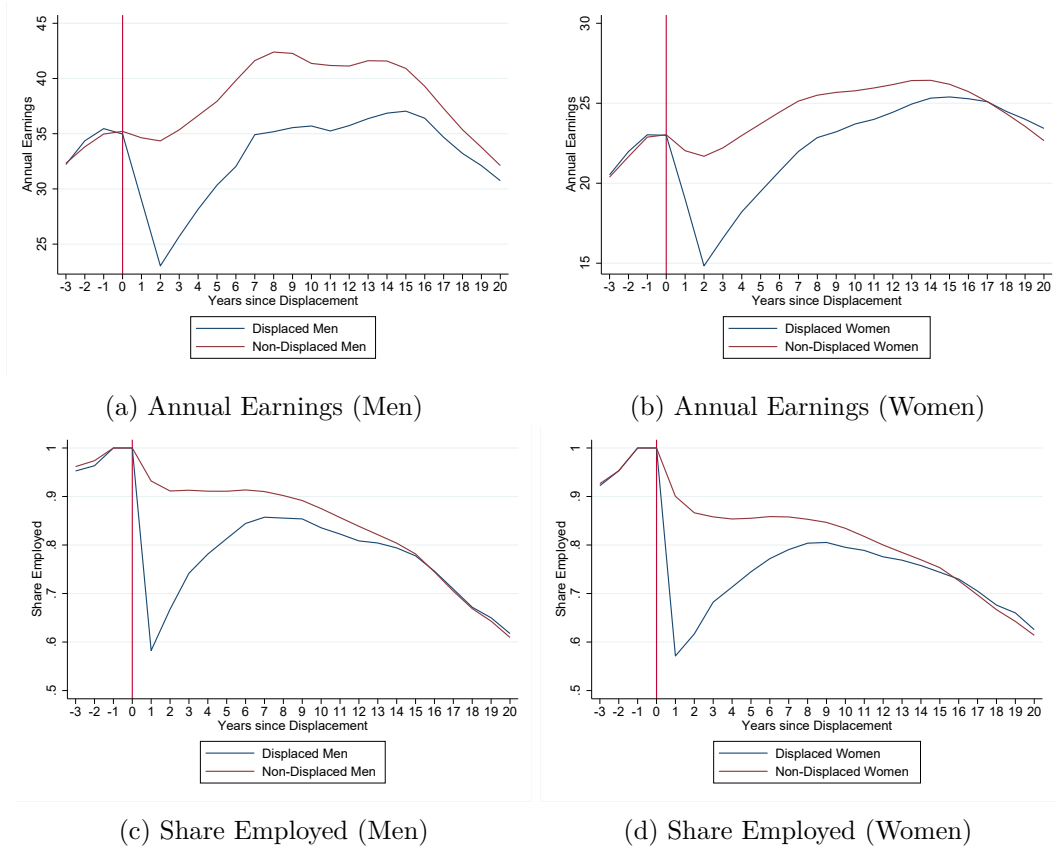 Annual Earnings
45
40
35
30
25
-3 -2 -1 0 1 2 3 4 5 6 7 8 9 10 11 12 13 14 15 16 17 18 19 20
Years since Displacement
Displaced Men
Non-Displaced Men
(a) Annual Earnings (Men)
Annual Earnings
30
25
20
15
-3 -2 -1 0 1 2 3 4 5 6 7 8 9 10 11 12 13 14 15 16 17 18 19 20
Years since Displacement
Displaced Women
Non-Displaced Women
(b) Annual Earnings (Women)
Share Employed
1
.9
.8
.7
.6
.5
-3 -2 -1 0 1 2 3 4 5 6 7 8 9 10 11 12 13 14 15 16 17 18 19 20
Years since Displacement
Displaced Men
Non-Displaced Men
(c) Share Employed (Men)
Share Employed
1
.9
.8
.7
.6
.5
-3 -2 -1 0 1 2 3 4 5 6 7 8 9 10 11 12 13 14 15 16 17 18 19 20
Years since Displacement
Displaced Women
Non-Displaced Women
(d) Share Employed (Women)